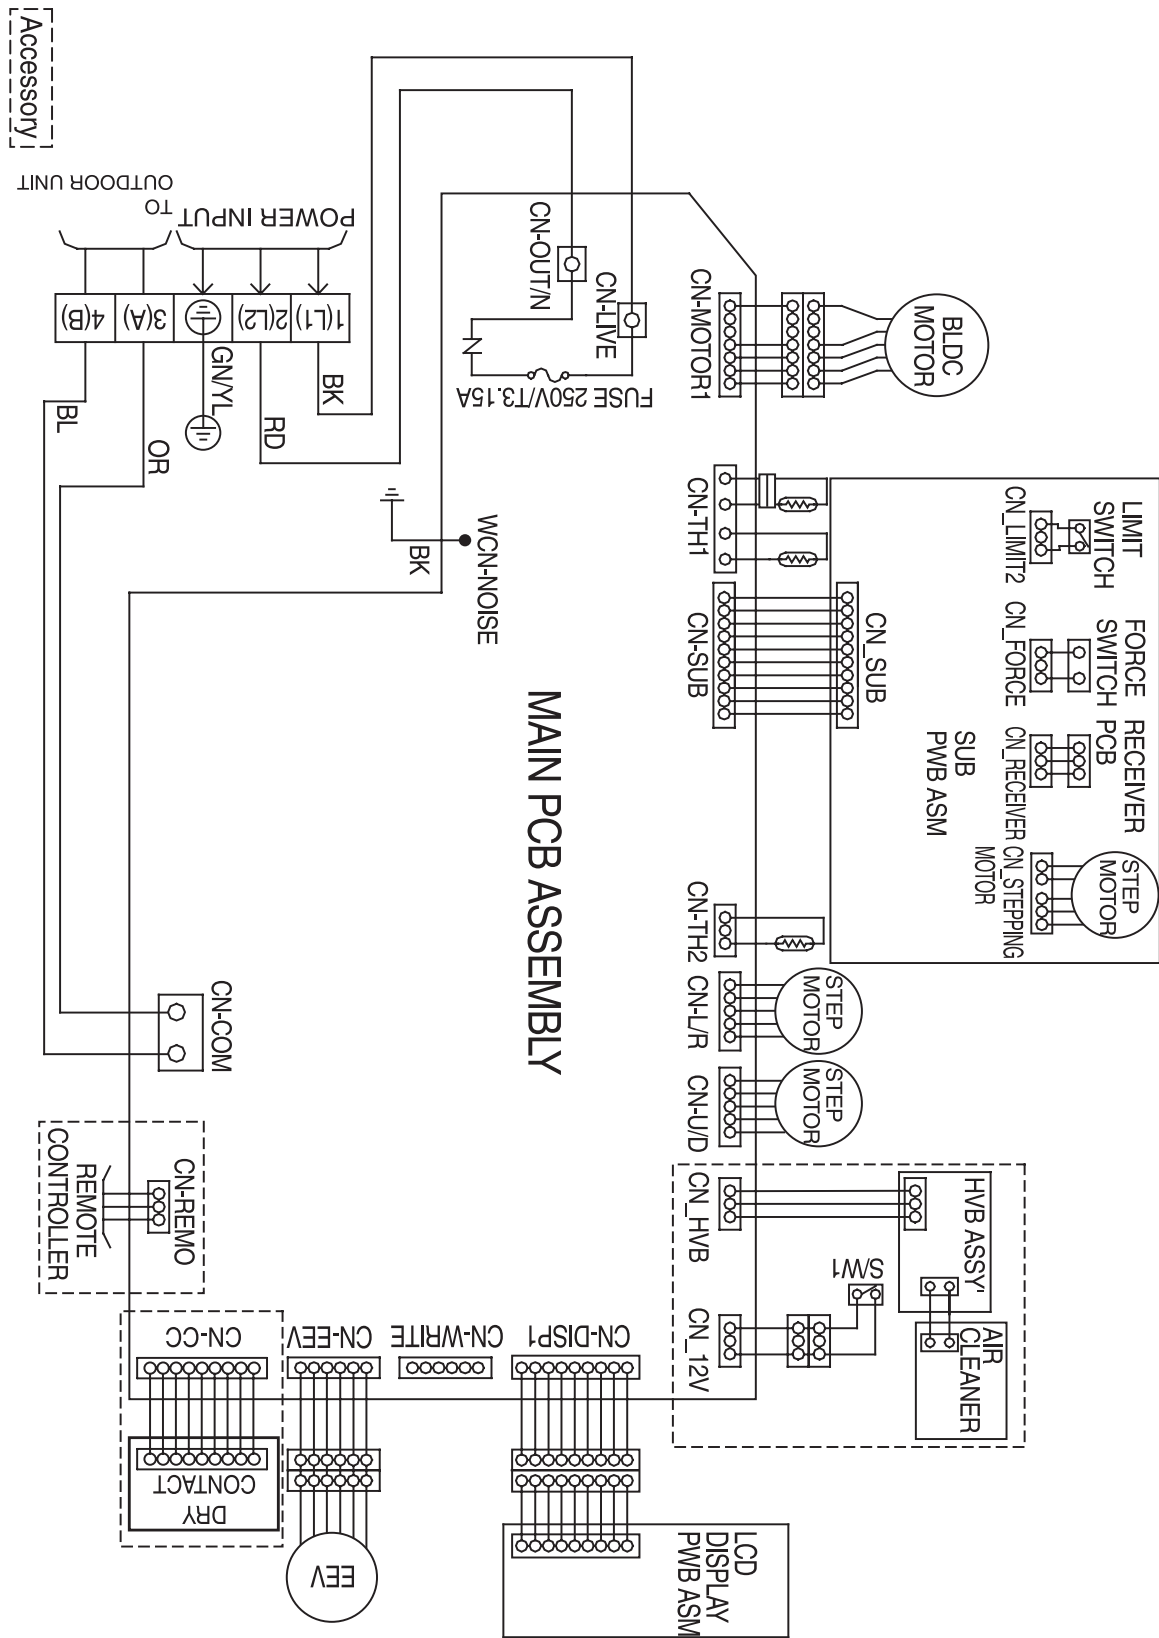 Accessory
TO
OUTDOOR UNIT
POWER INPUT
4(B)
3(A)
2(L2)
1(L1)
BL
OR
GN/YL
RD
BK
CN-OUT/N
CN-LIVE
FUSE 250V/T3.15A
WCN-NOISE
BK
MAIN PCB ASSEMBLY
CN-MOTOR1
BLDC
MOTOR
CN-TH1
CN-SUB
CN_SUB
LIMIT
SWITCH
CN_LIMIT2
FORCE
SWITCH
CN_FORCE
RECEIVER
PCB
CN_RECEIVER
SUB
PWB ASM
STEP
MOTOR
CN_STEPPING
MOTOR
CN-TH2
CN-L/R
STEP
MOTOR
CN-U/D
STEP
MOTOR
CN-COM
CN-REMO
REMOTE
CONTROLLER
CN_HVB
HVB ASSY'
S/W1
CN_12V
AIR
CLEANER
CN-CC
CN-EEV
CN-WRITE
CN-DISP1
DRY
CONTACT
EEV
LCD
DISPLAY
PWB ASM